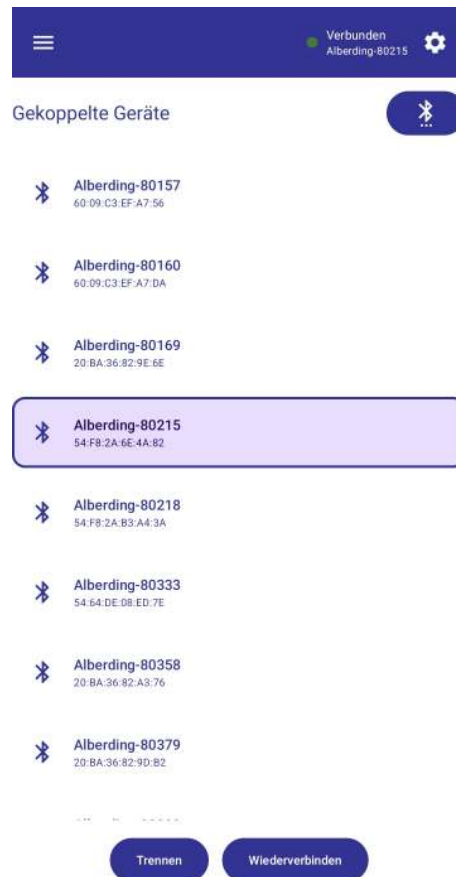 Verbunden
Alberding-80215
Gekoppelte Geräte
Alberding-80157
60:09:C3:EF:A7:56
Alberding-80160
60:09:C3:EF:A7:DA
Alberding-80169
20:BA:36:82:9E:6E
Alberding-80215
54:F8:2A:6E:4A:82
Alberding-80218
54:F8:2A:B3:A4:3A
Alberding-80333
54:64:DE:08:ED:7E
Alberding-80358
20:BA:36:82:A3:76
Alberding-80379
20:BA:36:82:9D:B2
Trennen Wiederverbinden